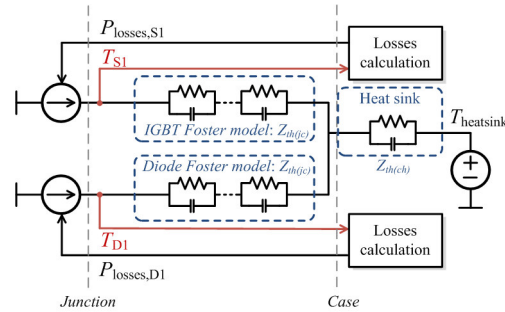 P_losses,S1
T_S1
Losses
calculation
IGBT Foster model: Z_th(jc)
Heat sink
Z_th(ch)
T_heatsink
Diode Foster model: Z_th(jc)
T_D1
P_losses,D1
Losses
calculation
Junction
Case